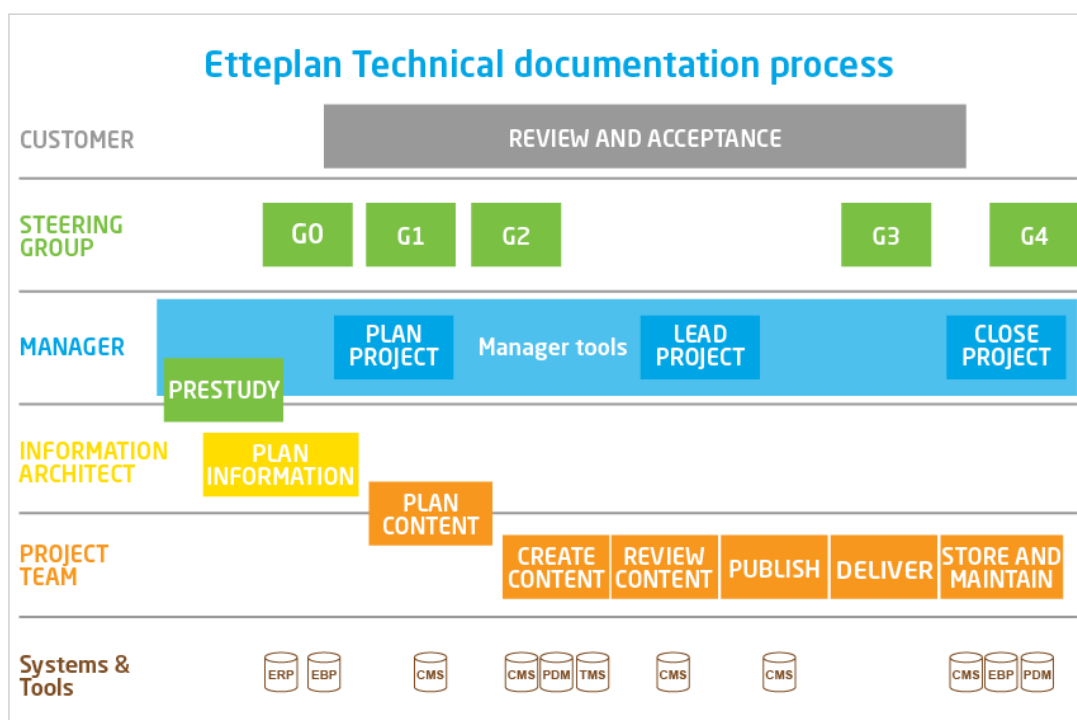 Etteplan Technical documentation process
CUSTOMER
REVIEW AND ACCEPTANCE
STEERING
GROUP
G0
G1
G2
G3
G4
MANAGER
PLAN
PROJECT
Manager tools
LEAD
PROJECT
CLOSE
PROJECT
PRESTUDY
INFORMATION
ARCHITECT
PLAN
INFORMATION
PLAN
CONTENT
PROJECT
TEAM
CREATE
CONTENT
REVIEW
CONTENT
PUBLISH
DELIVER
STORE AND
MAINTAIN
Systems &
Tools
ERP
EBP
CMS
CMS
PDM
TMS
CMS
CMS
CMS
EBP
PDM